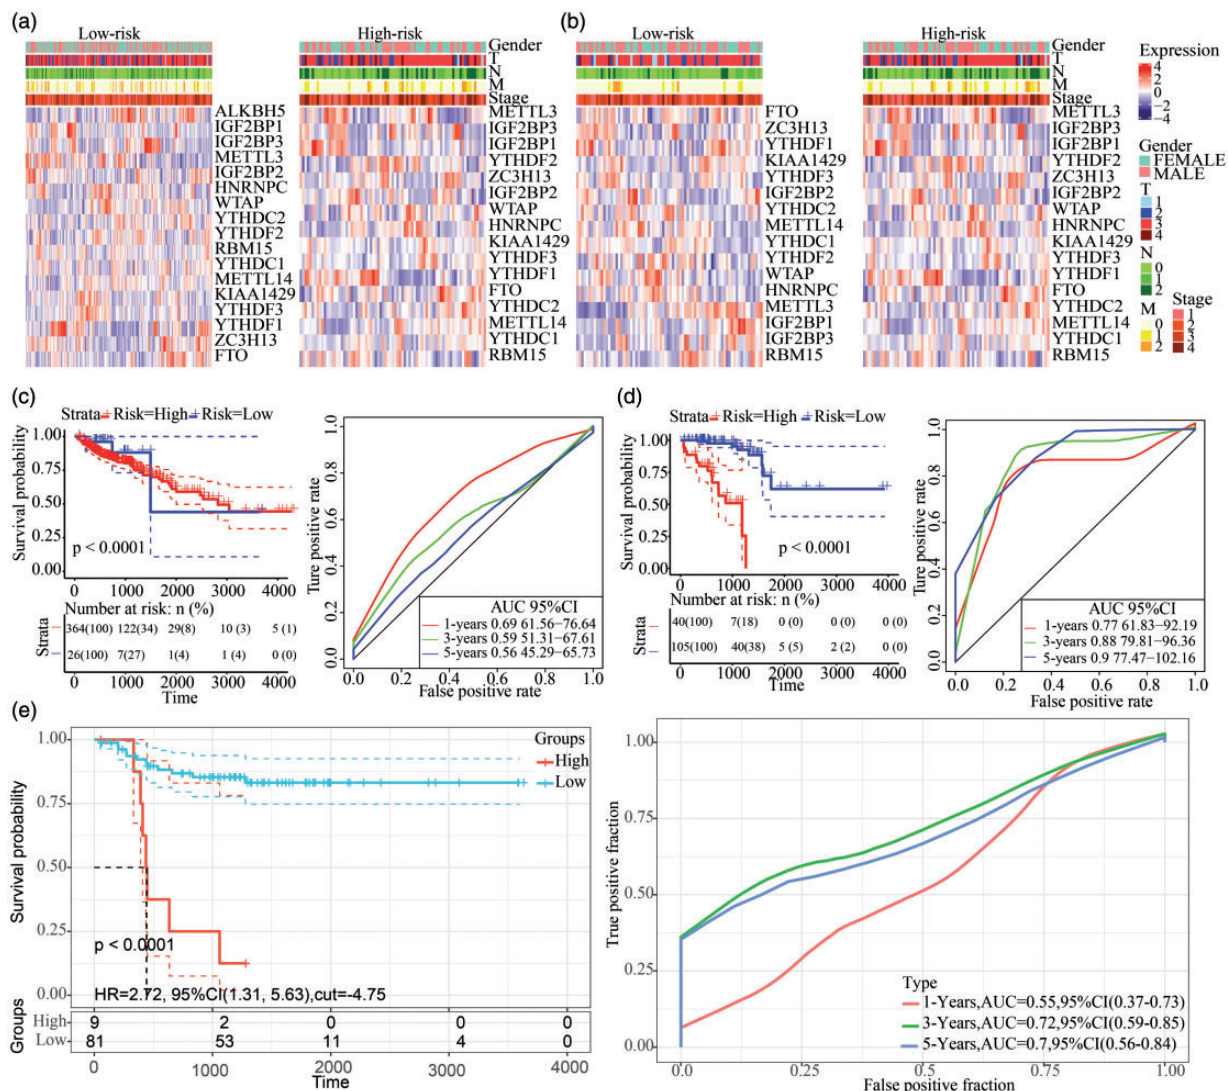 (a)
Low-risk
High-risk
Gender
T
N
M
Stage
ALKBH5
IGF2BP1
IGF2BP3
METTL3
IGF2BP2
HNRNPC
WTAP
YTHDC2
YTHDF2
RBM15
YTHDC1
METTL14
KIAA1429
YTHDF3
YTHDF1
ZC3H13
FTO
Gender
T
N
M
Stage
METTL3
IGF2BP3
IGF2BP1
YTHDF2
ZC3H13
IGF2BP2
WTAP
HNRNPC
KIAA1429
YTHDF3
YTHDF1
FTO
YTHDC2
METTL14
YTHDC1
RBM15
(b)
Low-risk
High-risk
Gender
T
N
M
Stage
FTO
ZC3H13
YTHDF1
KIAA1429
YTHDF3
IGF2BP2
YTHDC2
METTL14
YTHDC1
YTHDF2
WTAP
HNRNPC
METTL3
IGF2BP1
IGF2BP3
RBM15
Gender
T
N
M
Stage
METTL3
IGF2BP3
IGF2BP1
YTHDF2
ZC3H13
IGF2BP2
WTAP
HNRNPC
KIAA1429
YTHDF3
YTHDF1
FTO
YTHDC2
METTL14
YTHDC1
RBM15
Expression
4
2
0
−2
−4
Gender
FEMALE
MALE
T
1
2
3
4
N
0
1
2
M
0
1
2
Stage
1
2
3
4
(c)
Strata Risk=High Risk=Low
Survival probability
1.00
0.75
0.50
0.25
0.00
p < 0.0001
0 1000 2000 3000 4000
Number at risk: n (%)
Strata
364(100) 122(34) 29(8) 10 (3) 5 (1)
26(100) 7(27) 1(4) 1 (4) 0 (0)
0 1000 2000 3000 4000
Time
Ture positive rate
1.0
0.8
0.6
0.4
0.2
0.0
AUC 95%CI
1-years 0.69 61.56−76.64
3-years 0.59 51.31−67.61
5-years 0.56 45.29−65.73
0.0 0.2 0.4 0.6 0.8 1.0
False positive rate
(d)
Strata Risk=High Risk=Low
Survival probability
1.00
0.75
0.50
0.25
0.00
p < 0.0001
0 1000 2000 3000 4000
Number at risk: n (%)
Strata
40(100) 7(18) 0 (0) 0 (0) 0 (0)
105(100) 40(38) 5 (5) 2 (2) 0 (0)
0 1000 2000 3000 4000
Time
Ture positive rate
1.0
0.8
0.6
0.4
0.2
0.0
AUC 95%CI
1-years 0.77 61.83−92.19
3-years 0.88 79.81−96.36
5-years 0.9 77.47−102.16
0.0 0.2 0.4 0.6 0.8 1.0
False positive rate
(e)
Survival probability
1.00
0.75
0.50
0.25
0.00
Groups
High
Low
p < 0.0001
HR=2.72, 95%CI(1.31, 5.63),cut=-4.75
Groups
High 9 2 0 0 0
Low 81 53 11 4 0
0 1000 2000 3000 4000
Time
True positive fraction
1.00
0.75
0.50
0.25
0.00
Type
1-Years,AUC=0.55,95%CI(0.37-0.73)
3-Years,AUC=0.72,95%CI(0.59-0.85)
5-Years,AUC=0.7,95%CI(0.56-0.84)
0.0 0.25 0.5 0.75 1.00
False positive fraction